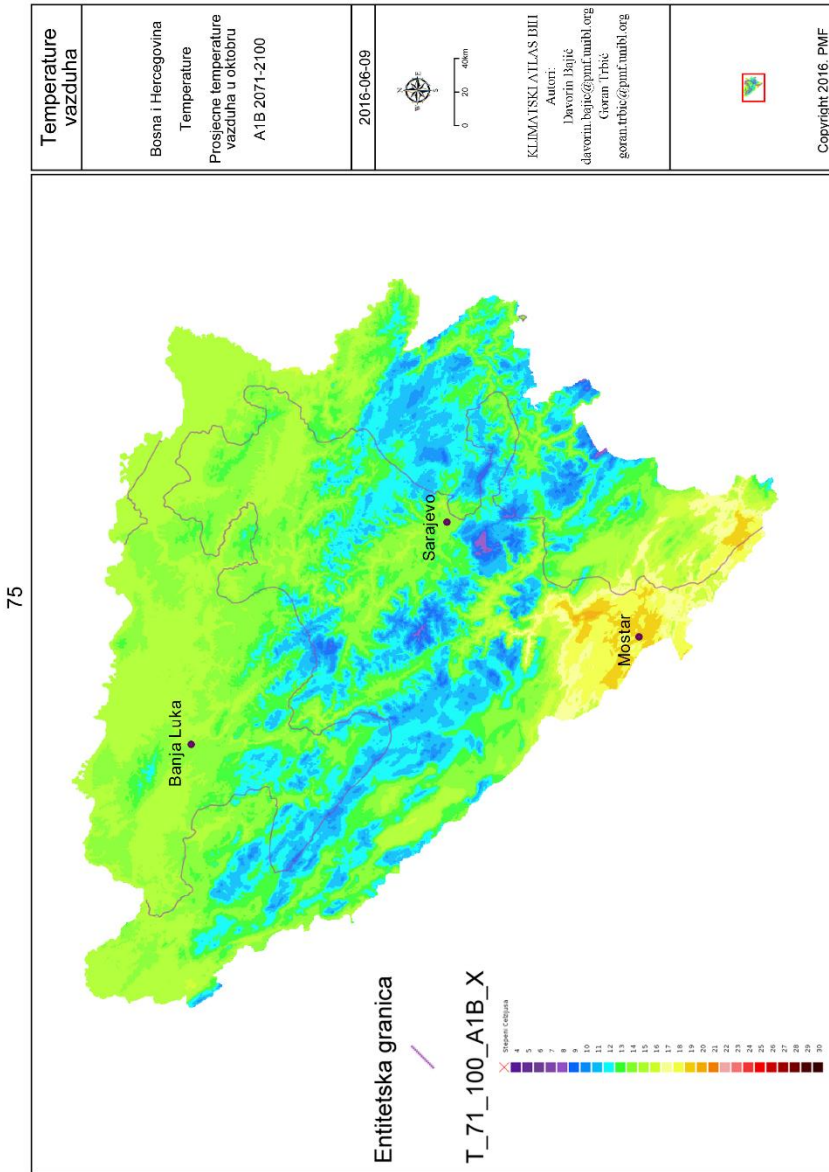 75
Temperature
vazduha
Bosna i Hercegovina
Temperature
Prosjecne temperature
vazduha u oktobru
A1B 2071-2100
2016-06-09
N
W
E
S
0 20 40km
KLIMATSKI ATLAS BIH
Autori:
Davorin Bajić
davorin.bajic@pmf.unibl.org
Goran Trbić
goran.trbic@pmf.unibl.org
Copyright 2016. PMF
Banja Luka
Sarajevo
Mostar
Entitetska granica
T_71_100_A1B_X
Stepeni Celzijusa
4
5
6
7
8
9
10
11
12
13
14
15
16
17
18
19
20
21
22
23
24
25
26
27
28
29
30